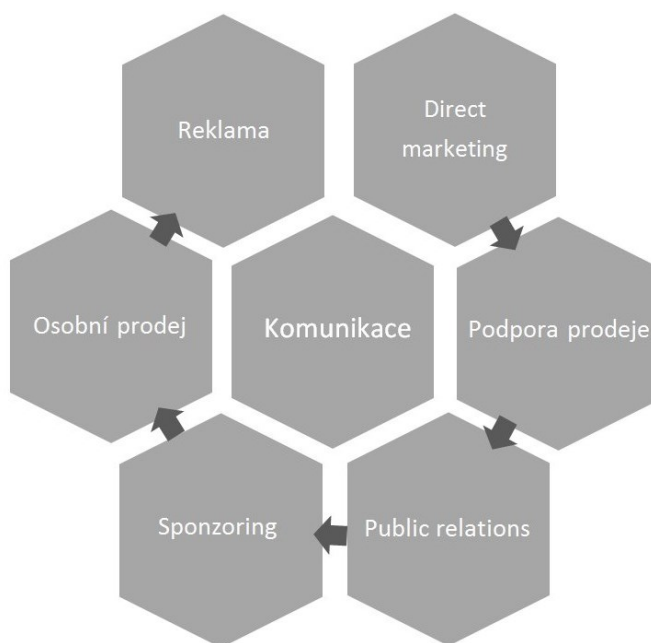 Reklama
Direct
marketing
Osobní prodej
Komunikace
Podpora prodeje
Sponzoring
Public relations